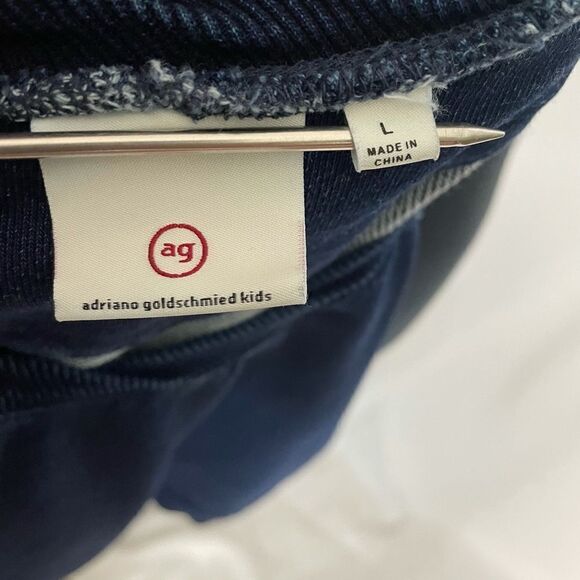 L
MADE IN
CHINA
ag
adriano goldschmied kids